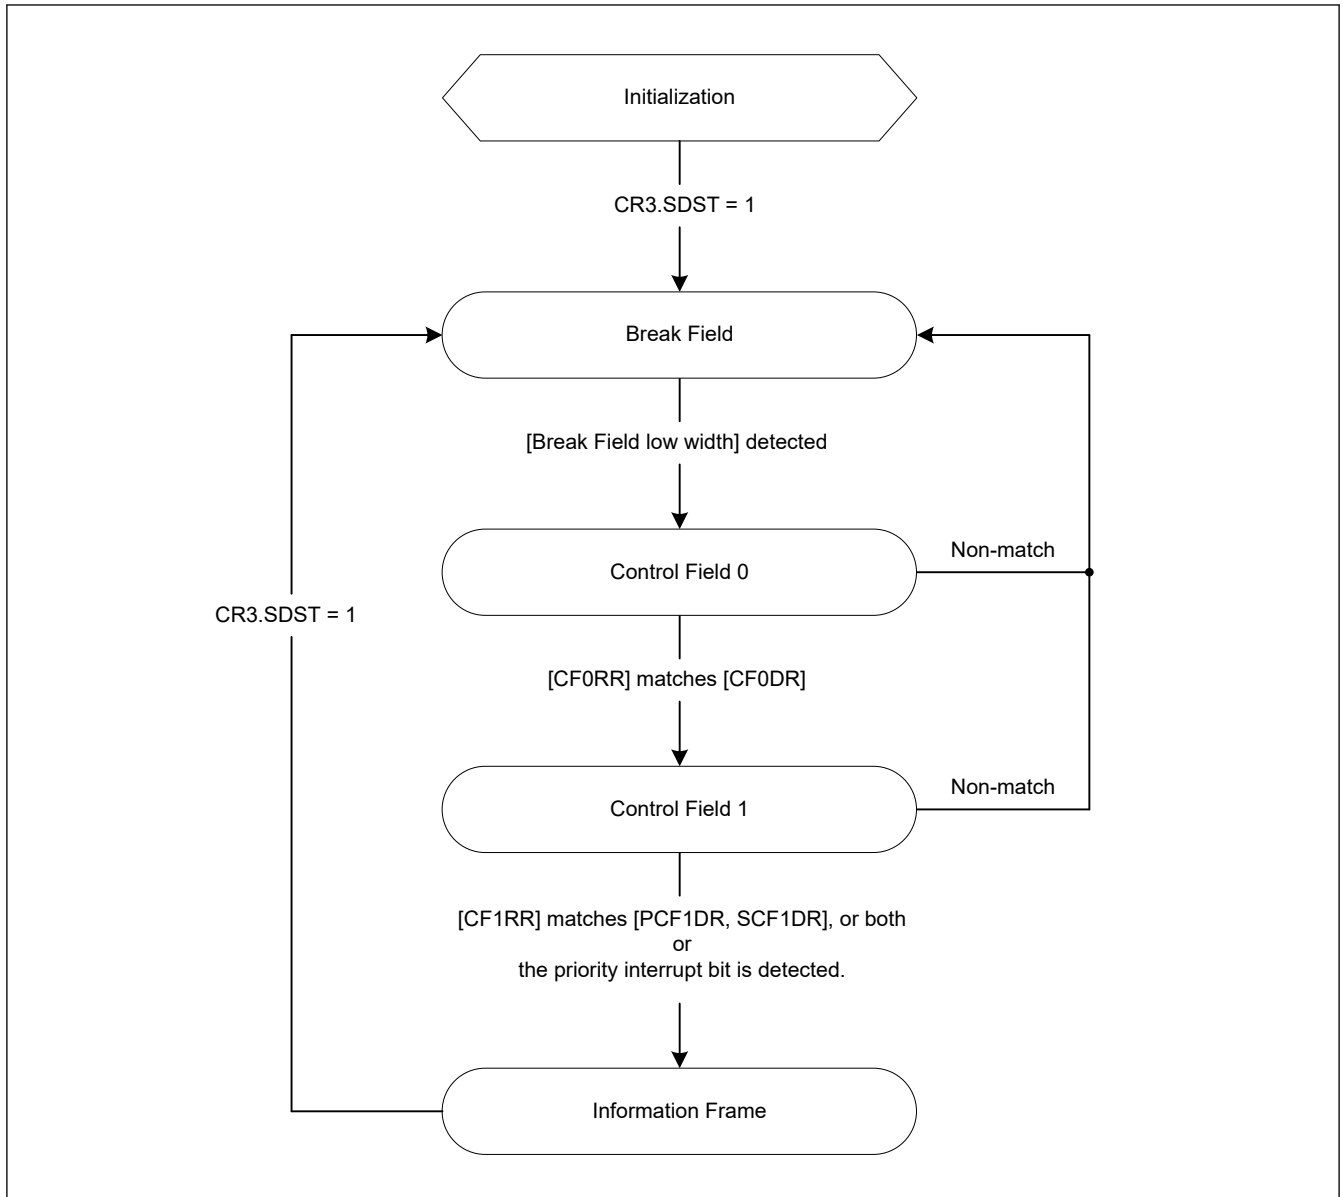 Initialization
CR3.SDST = 1
Break Field
[Break Field low width] detected
Control Field 0
Non-match
CR3.SDST = 1
[CF0RR] matches [CF0DR]
Control Field 1
Non-match
[CF1RR] matches [PCF1DR, SCF1DR], or both
or
the priority interrupt bit is detected.
Information Frame